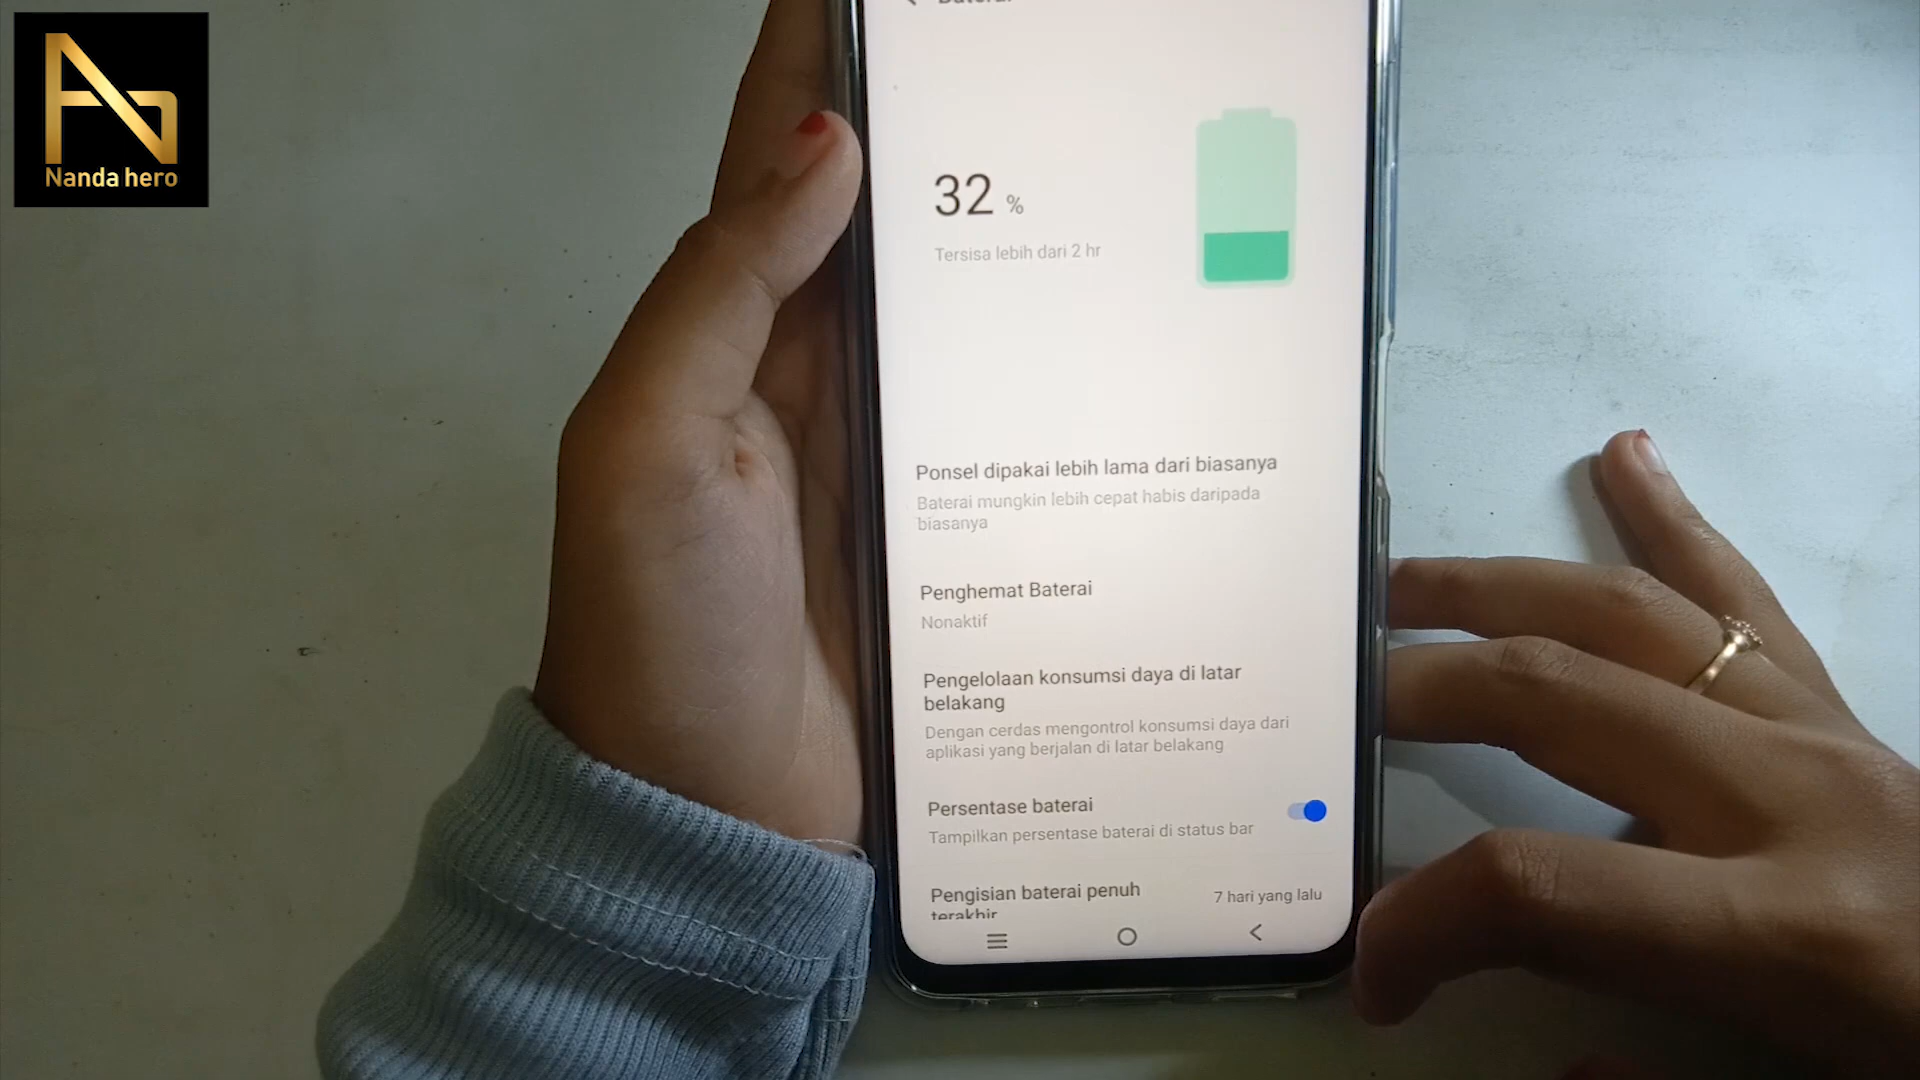 Nanda hero
32 %
Tersisa lebih dari 2 hr
Ponsel dipakai lebih lama dari biasanya
Baterai mungkin lebih cepat habis daripada
biasanya
Penghemat Baterai
Nonaktif
Pengelolaan konsumsi daya di latar
belakang
Dengan cerdas mengontrol konsumsi daya dari
aplikasi yang berjalan di latar belakang
Persentase baterai
Tampilkan persentase baterai di status bar
Pengisian baterai penuh
terakhir
7 hari yang lalu